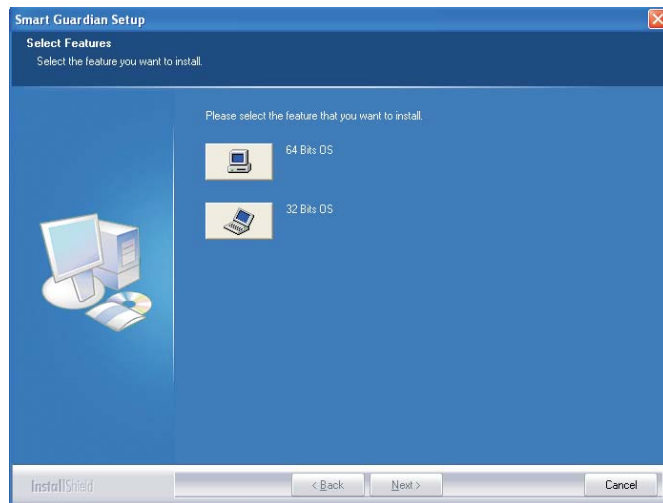 Smart Guardian Setup
Select Features
Select the feature you want to install.
Please select the feature that you want to install.
64 Bits OS
32 Bits OS
InstallShield
< Back
Next >
Cancel